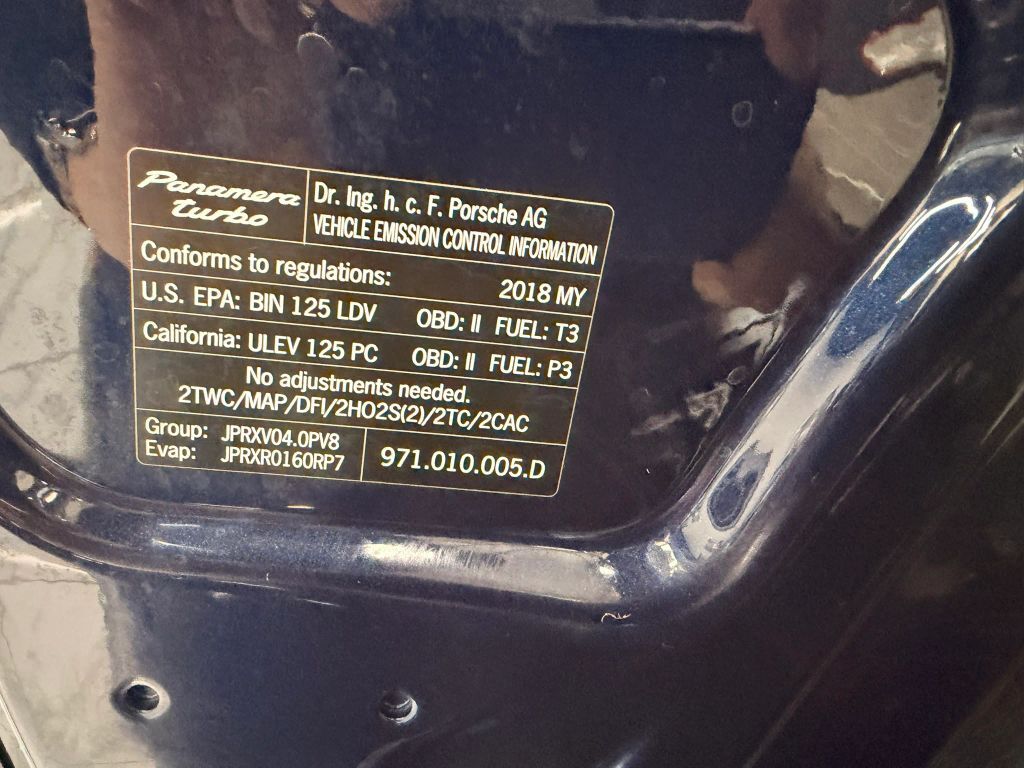 Panamera
turbo
Dr. Ing. h. c. F. Porsche AG
VEHICLE EMISSION CONTROL INFORMATION
Conforms to regulations: 2018 MY
U.S. EPA: BIN 125 LDV OBD: II FUEL: T3
California: ULEV 125 PC OBD: II FUEL: P3
No adjustments needed.
2TWC/MAP/DFI/2HO2S(2)/2TC/2CAC
Group: JPRXV04.0PV8
Evap: JPRXR0160RP7
971.010.005.D